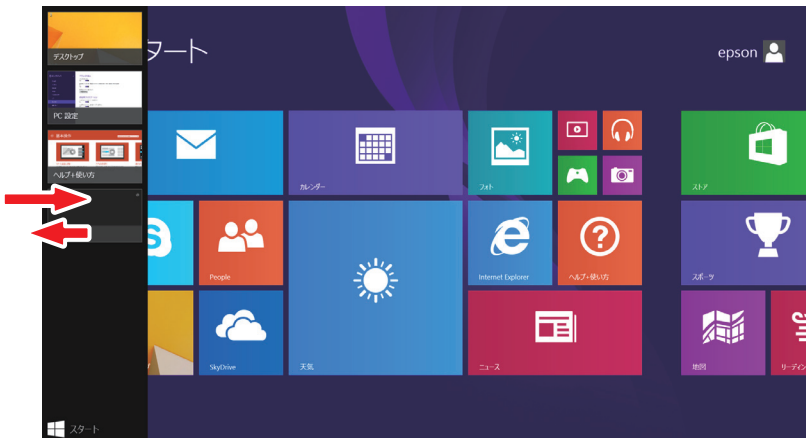 デスクトップ
PC 設定
ヘルプ+使い方
スタート
スタート
epson
カレンダー
フォト
ストア
People
Internet Explorer
ヘルプ+使い方
スポーツ
SkyDrive
天気
ニュース
地図
リーディン